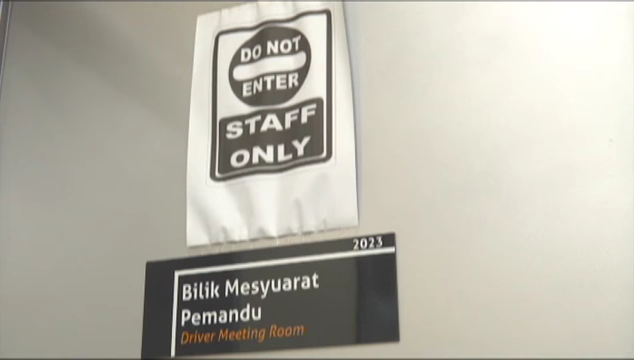 DO NOT
ENTER
STAFF
ONLY
2023
Bilik Mesyuarat
Pemandu
Driver Meeting Room